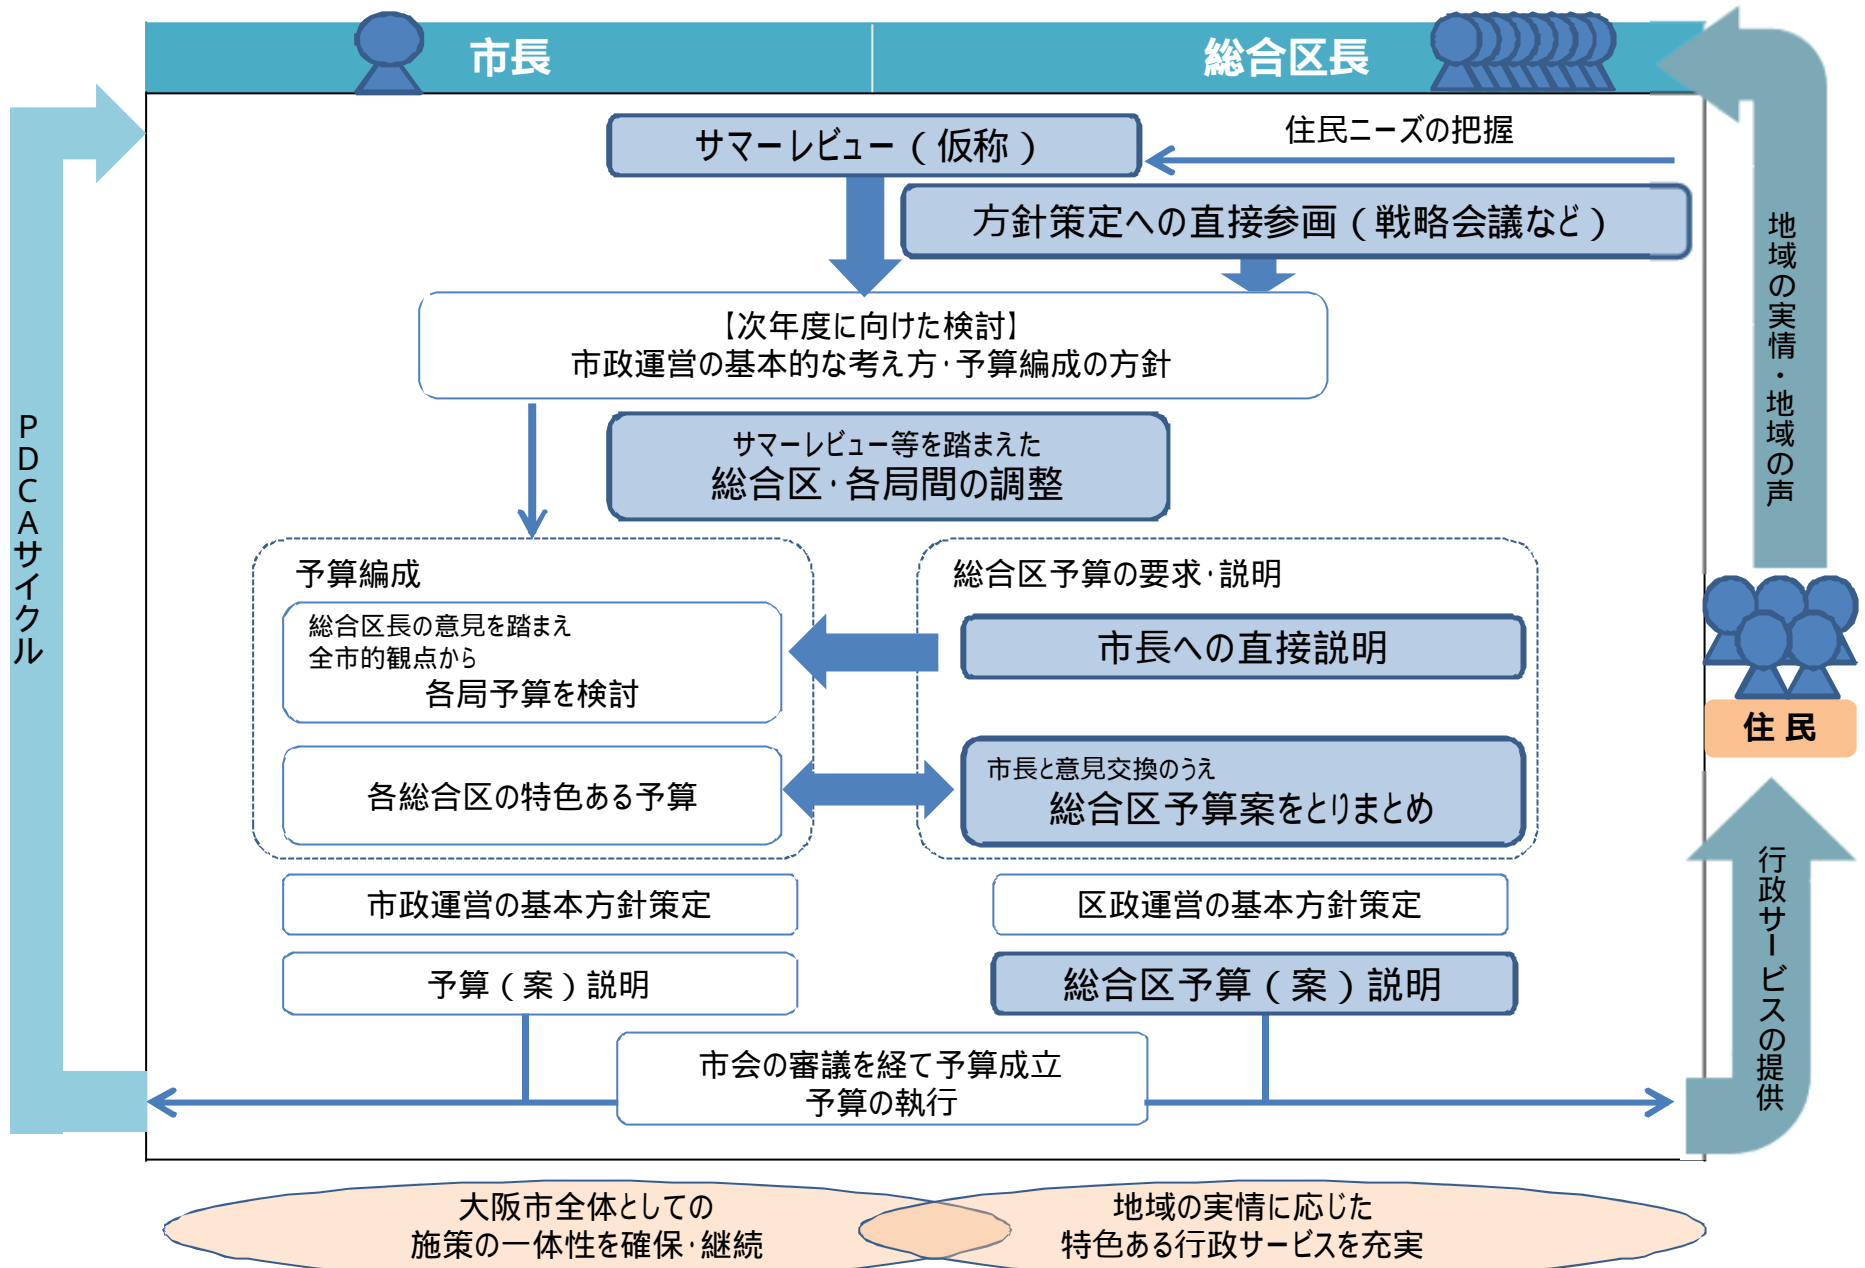 市長
総合区長
サマーレビュー（仮称）
住民ニーズの把握
方針策定への直接参画（戦略会議など）
【次年度に向けた検討】
市政運営の基本的な考え方・予算編成の方針
サマーレビュー等を踏まえた
総合区・各局間の調整
予算編成
総合区長の意見を踏まえ
全市的観点から
各局予算を検討
各総合区の特色ある予算
総合区予算の要求・説明
市長への直接説明
市長と意見交換のうえ
総合区予算案をとりまとめ
市政運営の基本方針策定
区政運営の基本方針策定
予算（案）説明
総合区予算（案）説明
市会の審議を経て予算成立
予算の執行
PDCAサイクル
地域の実情・地域の声
住民
行政サービスの提供
大阪市全体としての
施策の一体性を確保・継続
地域の実情に応じた
特色ある行政サービスを充実